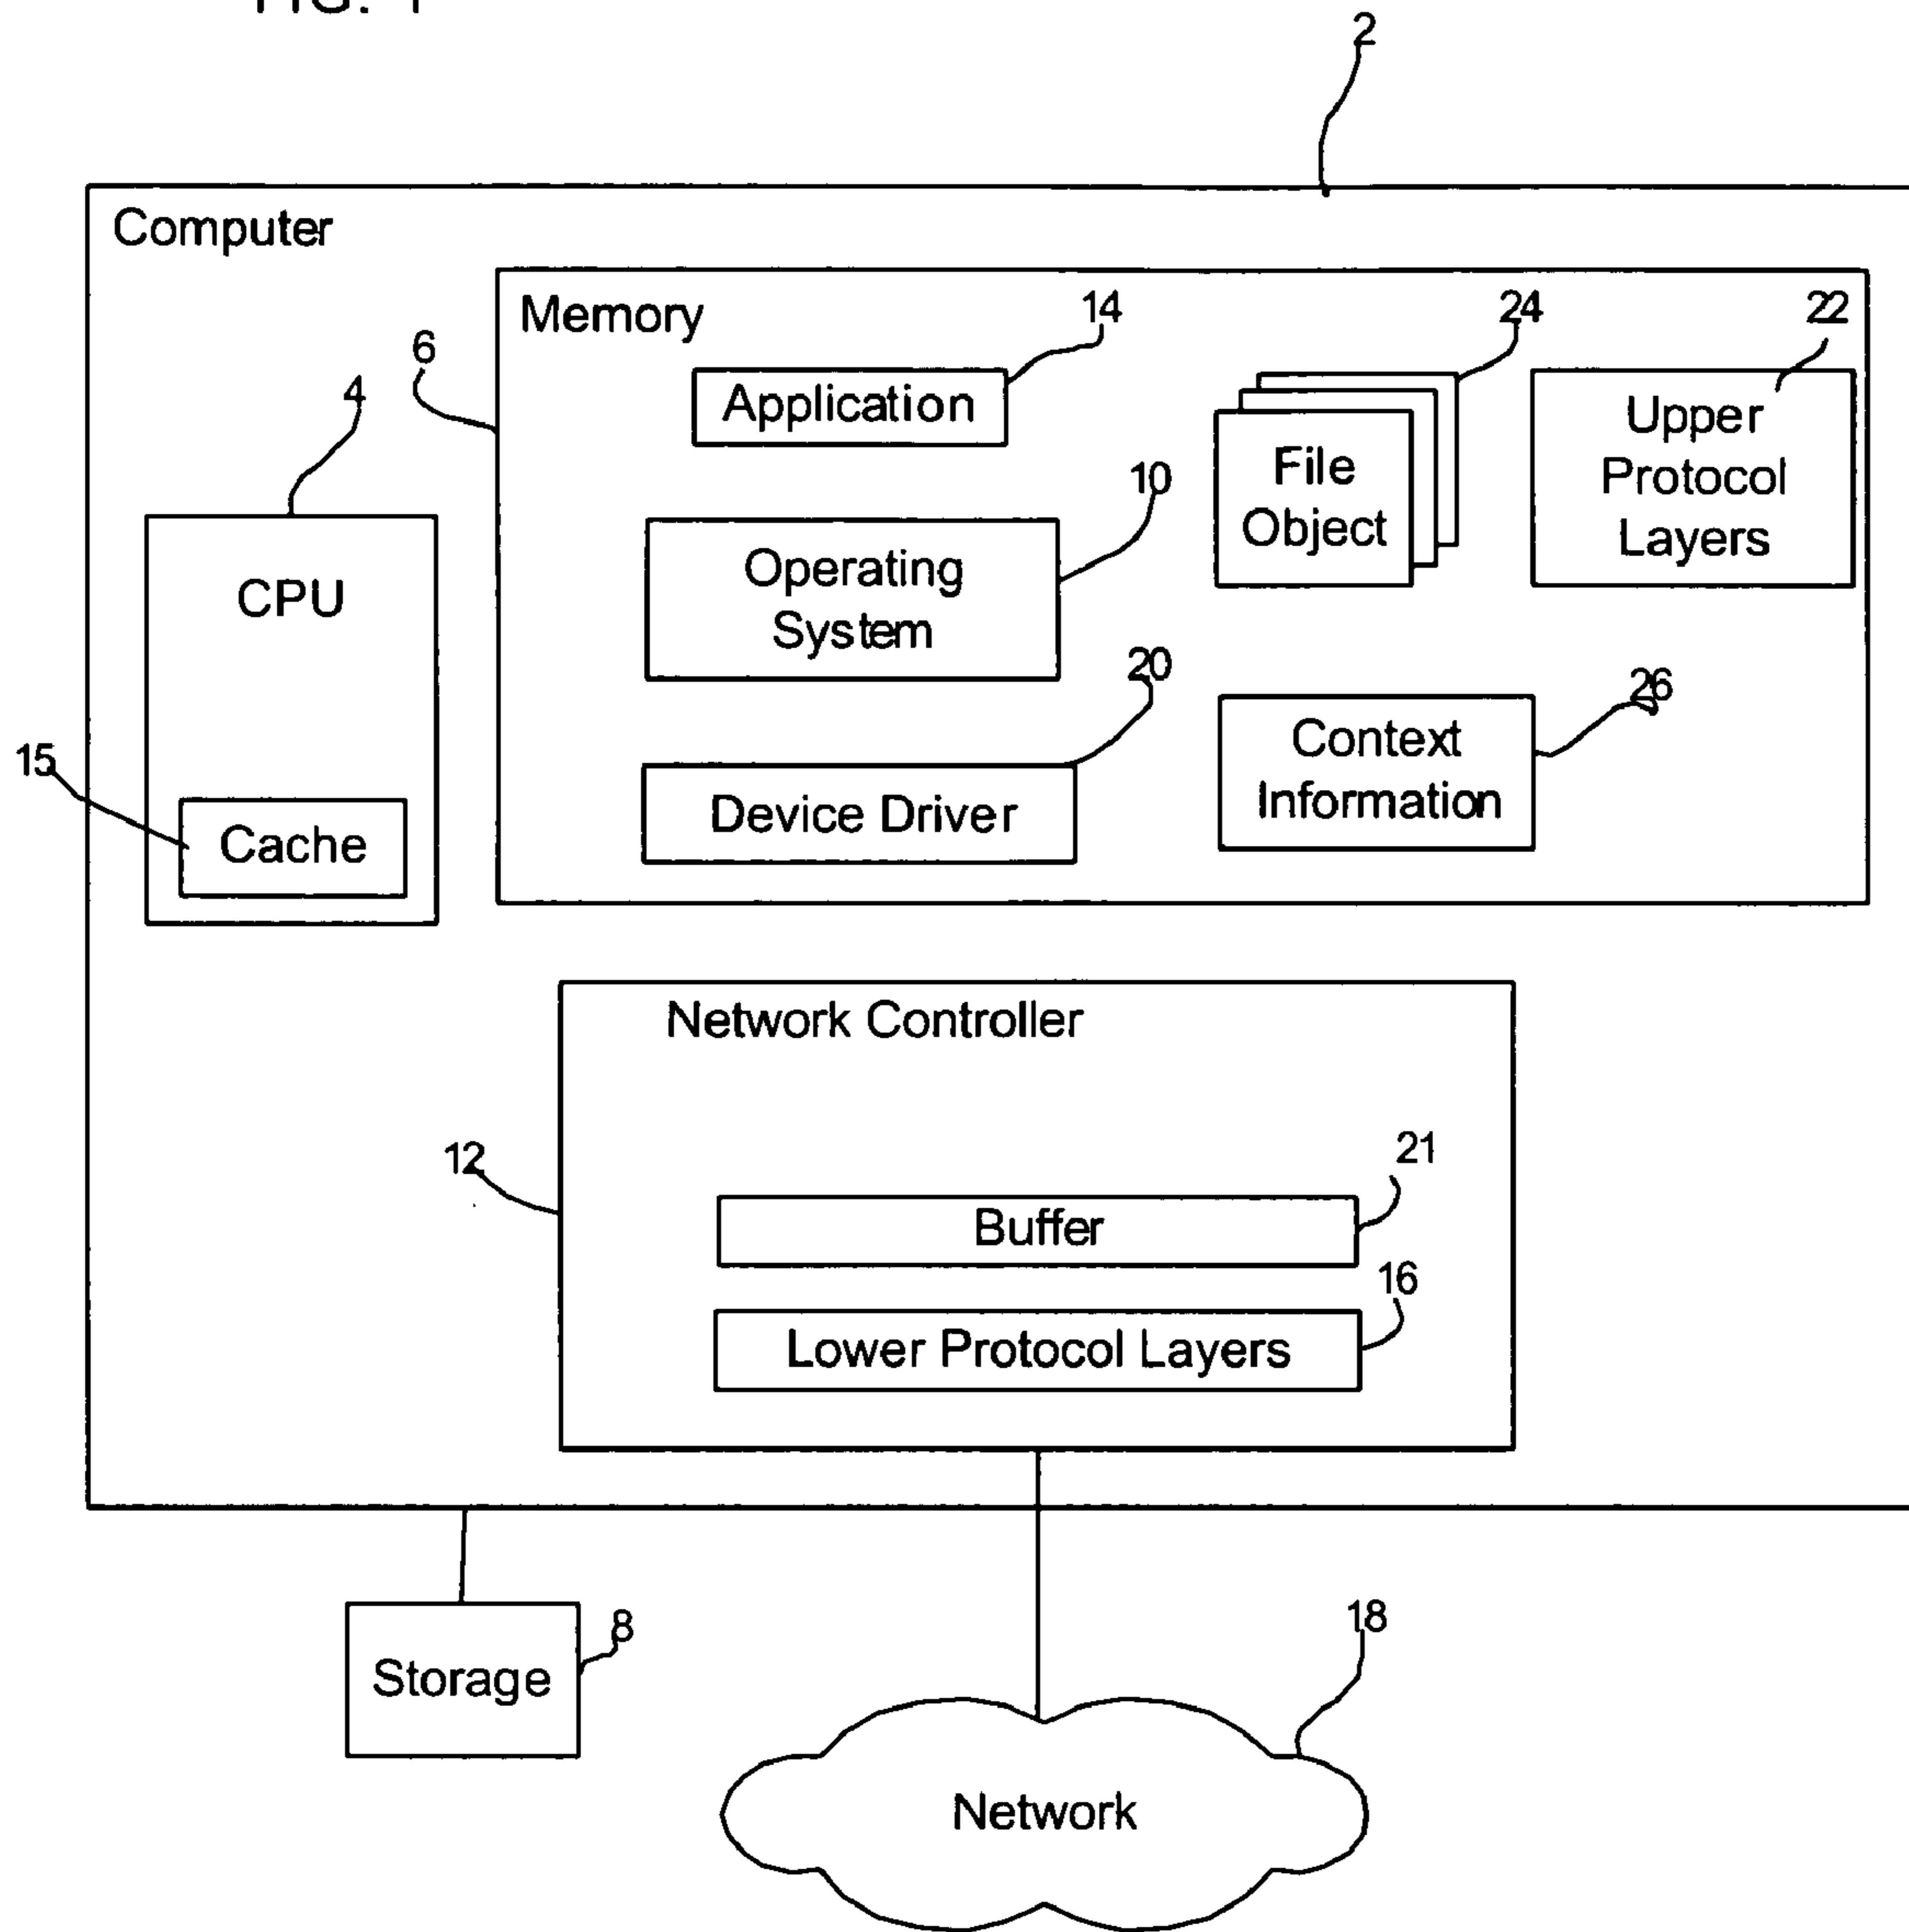 FIG. 1
2
Computer
Memory
14
24
22
6
4
Application
File
Object
Upper
Protocol
Layers
10
CPU
Operating
System
20
26
15
Context
Information
Device Driver
Cache
Network Controller
12
21
Buffer
16
Lower Protocol Layers
8
18
Storage
Network